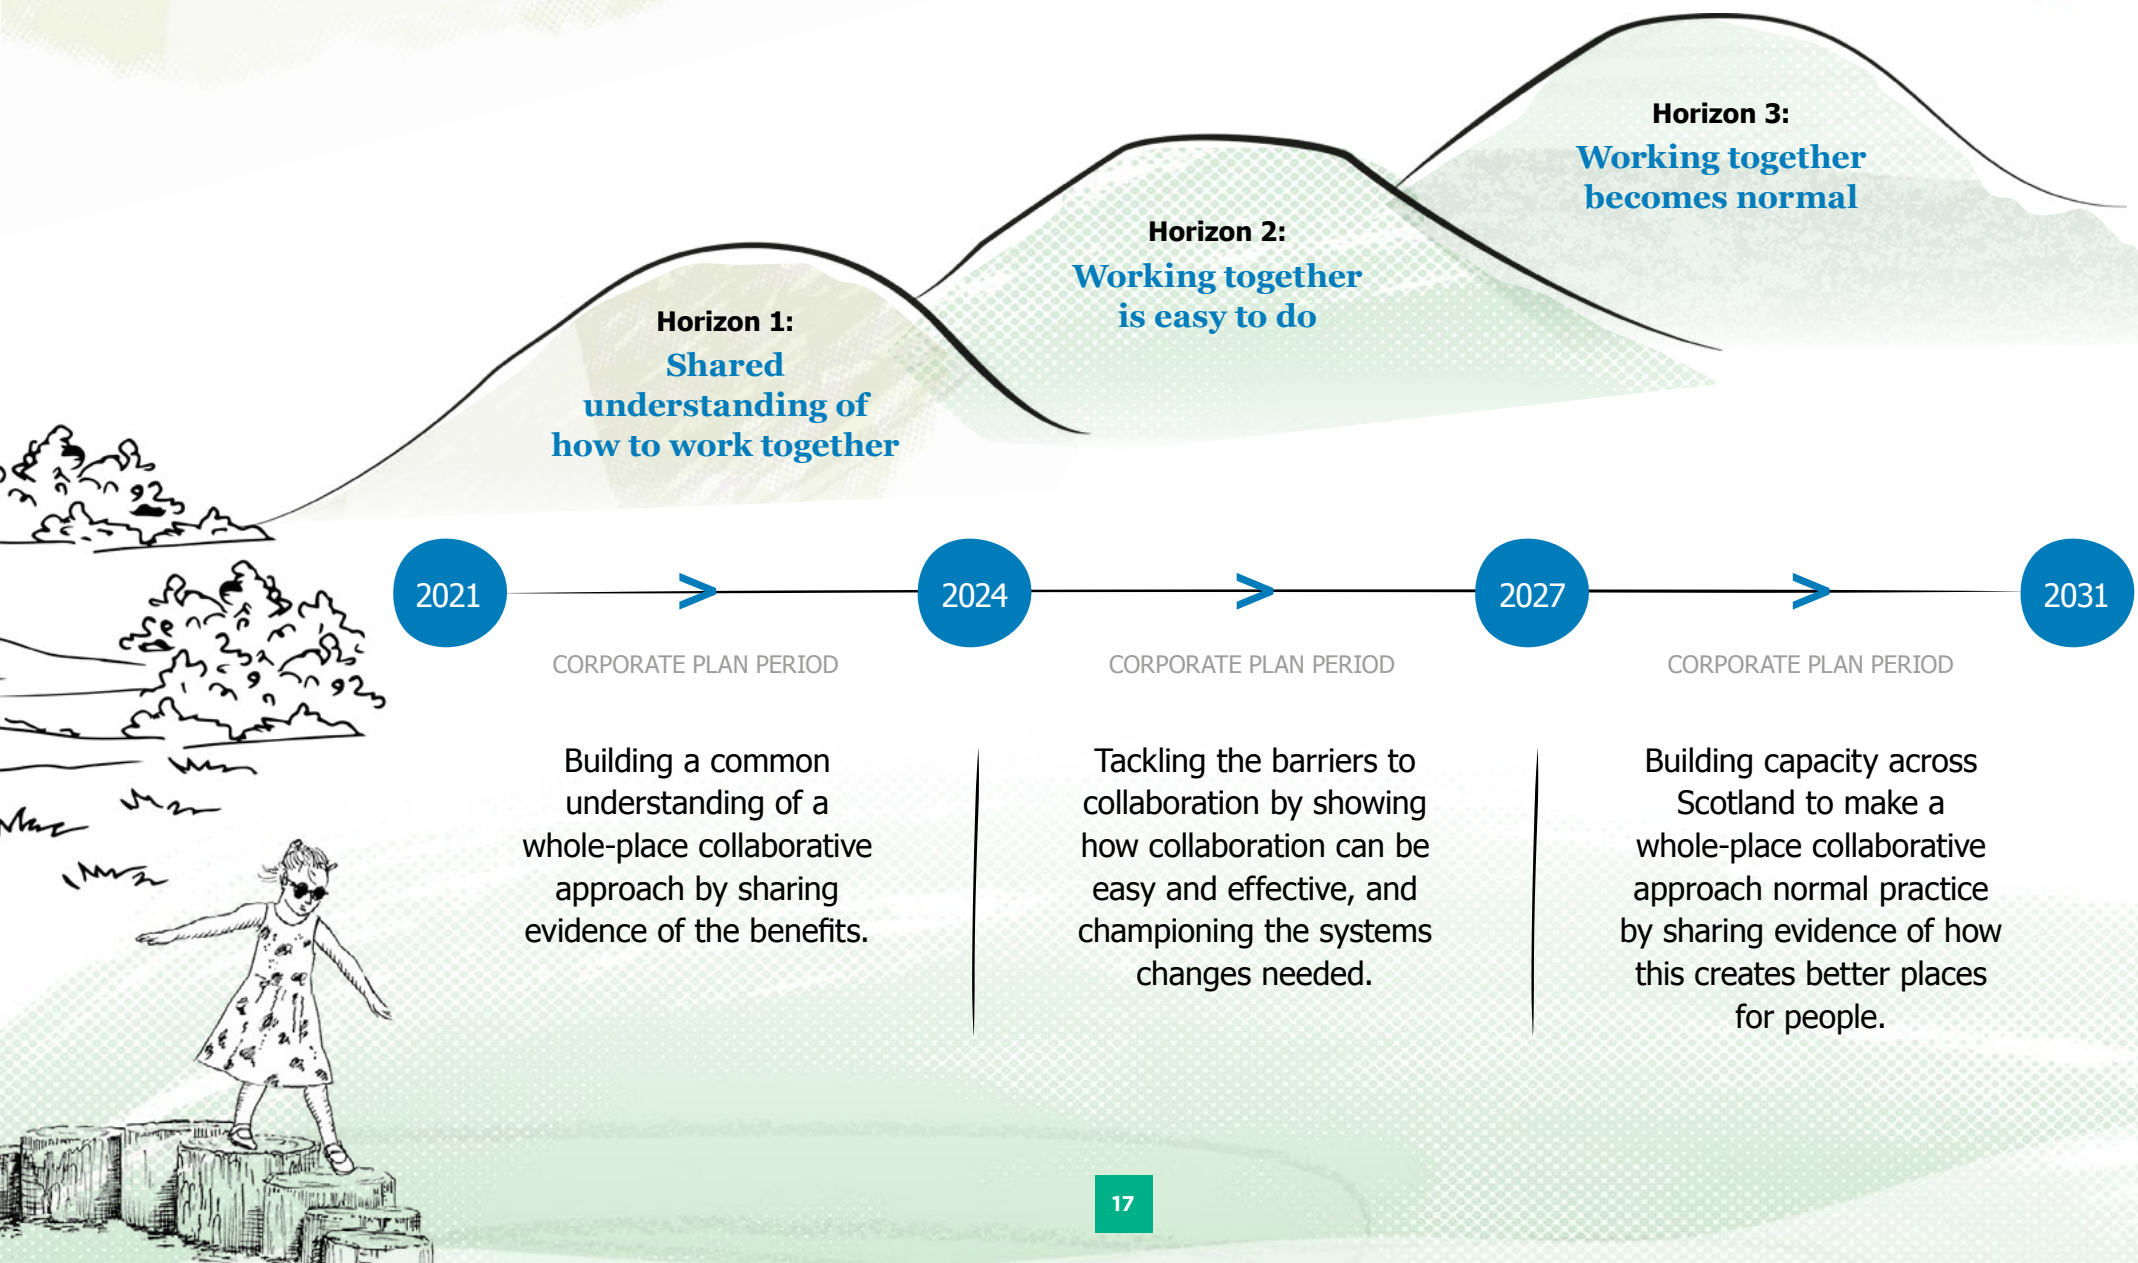 Horizon 1:
Shared
understanding of
how to work together
Horizon 2:
Working together
is easy to do
Horizon 3:
Working together
becomes normal
2021
>
2024
>
2027
>
2031
CORPORATE PLAN PERIOD
CORPORATE PLAN PERIOD
CORPORATE PLAN PERIOD
Building a common
understanding of a
whole-place collaborative
approach by sharing
evidence of the benefits.
Tackling the barriers to
collaboration by showing
how collaboration can be
easy and effective, and
championing the systems
changes needed.
Building capacity across
Scotland to make a
whole-place collaborative
approach normal practice
by sharing evidence of how
this creates better places
for people.
17